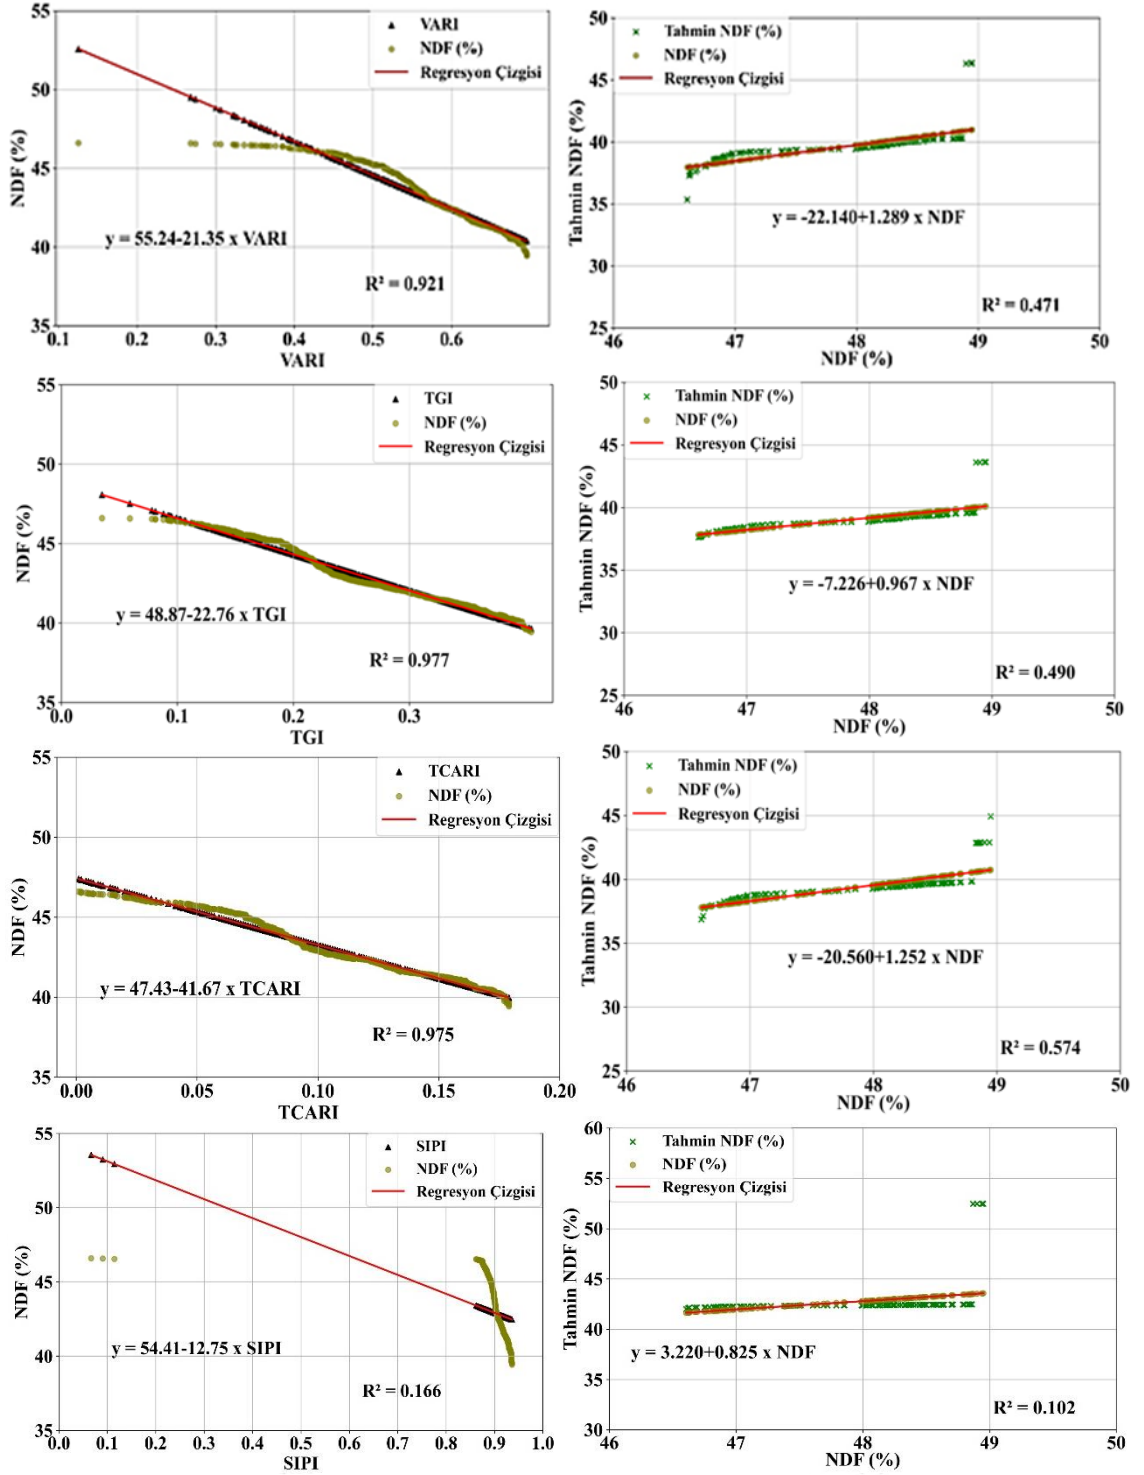 55
50
45
40
35
NDF (%)
VARI
NDF (%)
Regresyon Çizgisi
y = 55.24-21.35 x VARI
R² = 0.921
0.1 0.2 0.3 0.4 0.5 0.6
VARI
50
45
40
35
30
25
Tahmin NDF (%)
Tahmin NDF (%)
NDF (%)
Regresyon Çizgisi
y = -22.140+1.289 x NDF
R² = 0.471
46 47 48 49 50
NDF (%)
55
50
45
40
35
NDF (%)
TGI
NDF (%)
Regresyon Çizgisi
y = 48.87-22.76 x TGI
R² = 0.977
0.0 0.1 0.2 0.3
TGI
50
45
40
35
30
25
Tahmin NDF (%)
Tahmin NDF (%)
NDF (%)
Regresyon Çizgisi
y = -7.226+0.967 x NDF
R² = 0.490
46 47 48 49 50
NDF (%)
55
50
45
40
35
NDF (%)
TCARI
NDF (%)
Regresyon Çizgisi
y = 47.43-41.67 x TCARI
R² = 0.975
0.00 0.05 0.10 0.15 0.20
TCARI
50
45
40
35
30
25
Tahmin NDF (%)
Tahmin NDF (%)
NDF (%)
Regresyon Çizgisi
y = -20.560+1.252 x NDF
R² = 0.574
46 47 48 49 50
NDF (%)
55
50
45
40
35
NDF (%)
SIPI
NDF (%)
Regresyon Çizgisi
y = 54.41-12.75 x SIPI
R² = 0.166
0.0 0.1 0.2 0.3 0.4 0.5 0.6 0.7 0.8 0.9 1.0
SIPI
60
55
50
45
40
35
30
Tahmin NDF (%)
Tahmin NDF (%)
NDF (%)
Regresyon Çizgisi
y = 3.220+0.825 x NDF
R² = 0.102
46 47 48 49 50
NDF (%)